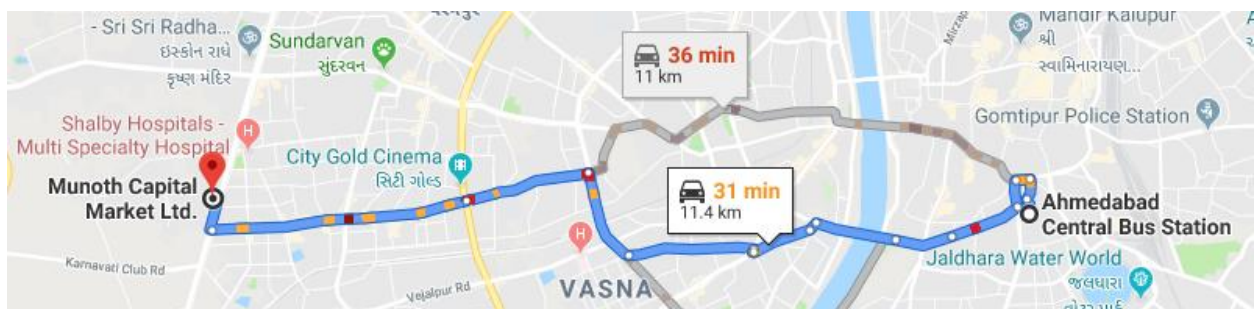 - Sri Sri Radha...
ઇસ્કોન રાધે
કૃષ્ણ મંદિર
Sundarvan
સુંદરવન
36 min
11 km
Mirzap
Mandir Kalupur
શ્રી
સ્વામિનારાયણ...
Gomtipur Police Station
Shalby Hospitals -
Multi Specialty Hospital
H
City Gold Cinema
સિટી ગોલ્ડ
Munoth Capital
Market Ltd.
31 min
11.4 km
Ahmedabad
Central Bus Station
H
Karnavati Club Rd
Vejalpur Rd
VASNA
Jaldhara Water World
જલધારા